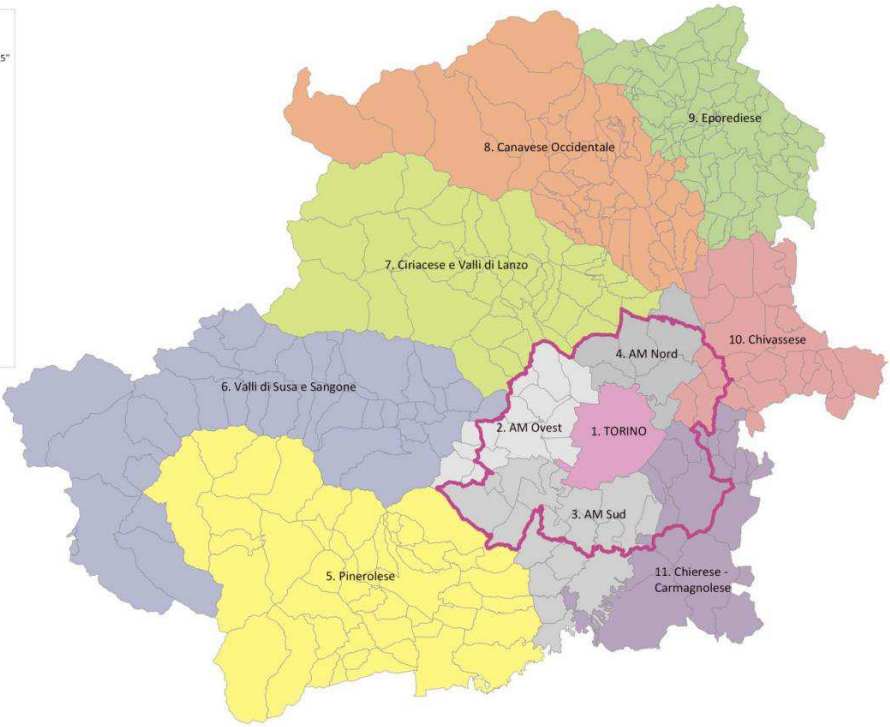 5"
9. Eporediese
8. Canavese Occidentale
7. Ciriacese e Valli di Lanzo
10. Chivassese
4. AM Nord
6. Valli di Susa e Sangone
2. AM Ovest
1. TORINO
3. AM Sud
5. Pinerolese
11. Chierese -
Carmagnolese